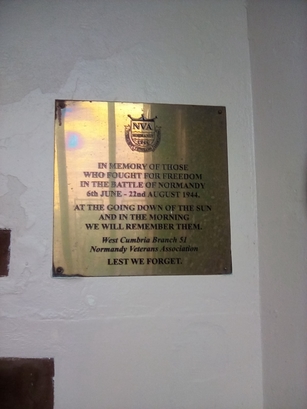 NVA
IN MEMORY OF THOSE
WHO FOUGHT FOR FREEDOM
IN THE BATTLE OF NORMANDY
6th JUNE - 22nd AUGUST 1944.
AT THE GOING DOWN OF THE SUN
AND IN THE MORNING
WE WILL REMEMBER THEM.
West Cumbria Branch 51
Normandy Veterans Association
LEST WE FORGET.